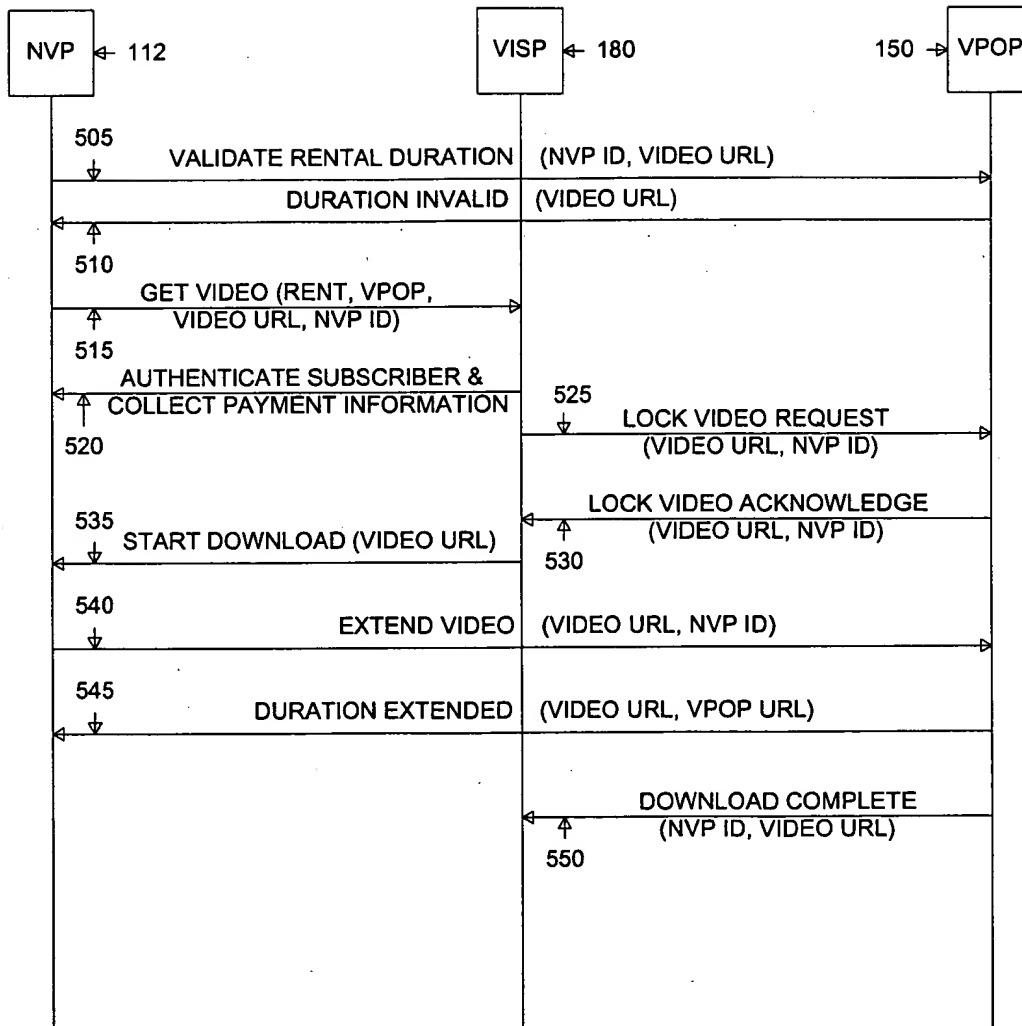 NVP 112 VISP 180 150 VPOP
505
VALIDATE RENTAL DURATION (NVP ID, VIDEO URL)
DURATION INVALID (VIDEO URL)
510
GET VIDEO (RENT, VPOP,
VIDEO URL, NVP ID)
515
AUTHENTICATE SUBSCRIBER &
COLLECT PAYMENT INFORMATION
520
525
LOCK VIDEO REQUEST
(VIDEO URL, NVP ID)
LOCK VIDEO ACKNOWLEDGE
(VIDEO URL, NVP ID)
530
535
START DOWNLOAD (VIDEO URL)
540
EXTEND VIDEO (VIDEO URL, NVP ID)
545
DURATION EXTENDED (VIDEO URL, VPOP URL)
DOWNLOAD COMPLETE
(NVP ID, VIDEO URL)
550